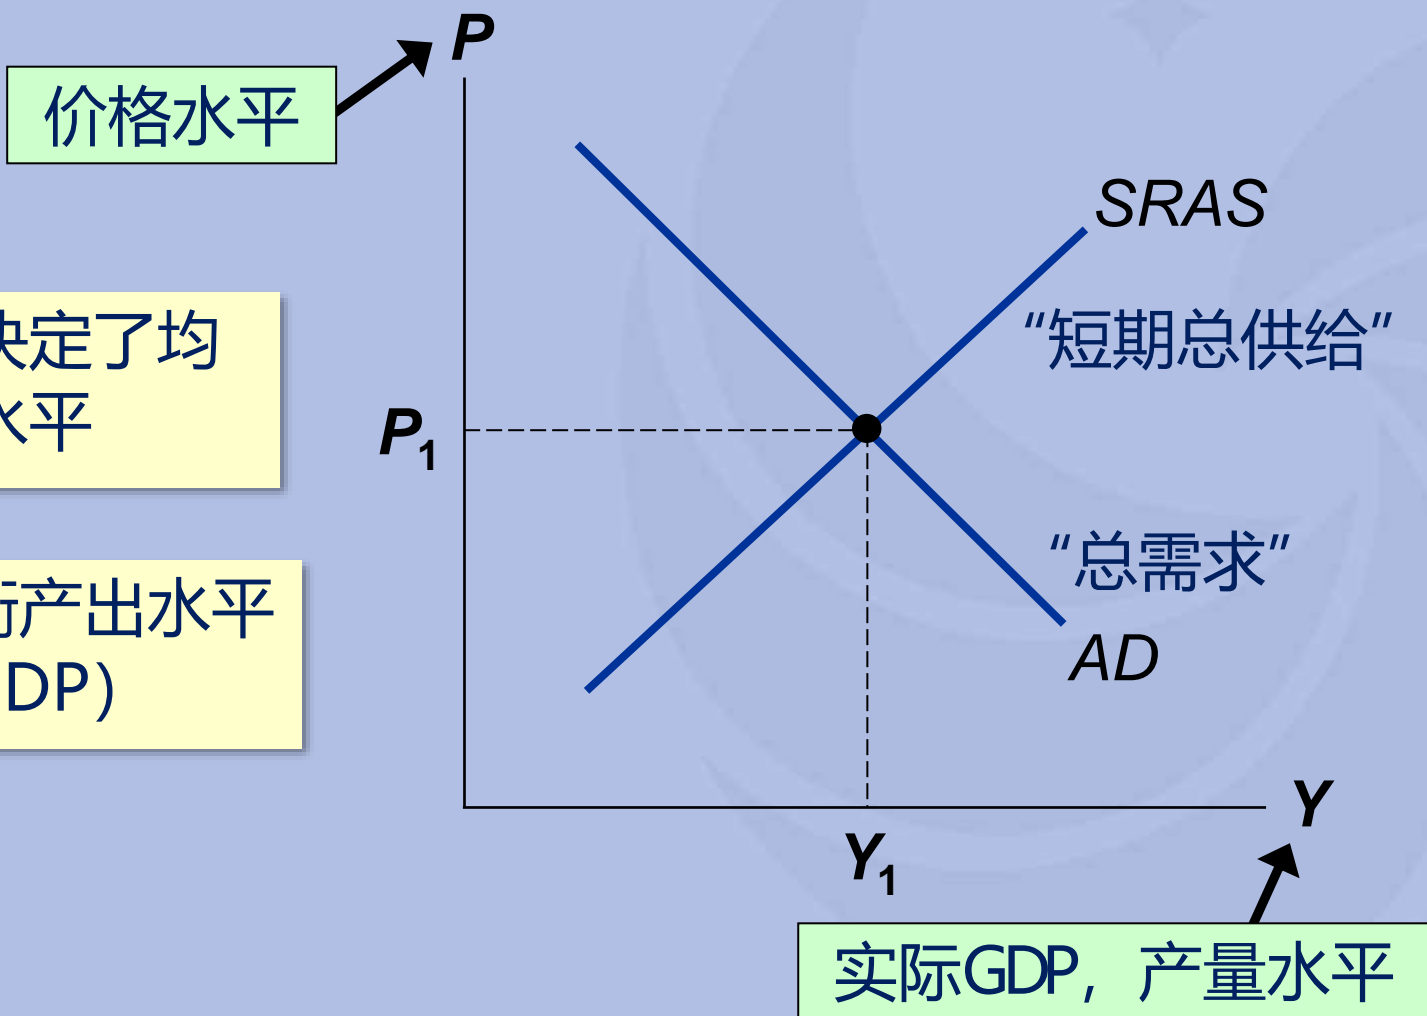 P
价格水平
SRAS
“短期总供给”
决定了均
水平
P1
“总需求”
衡产出水平
DP)
AD
Y
Y1
实际GDP, 产量水平